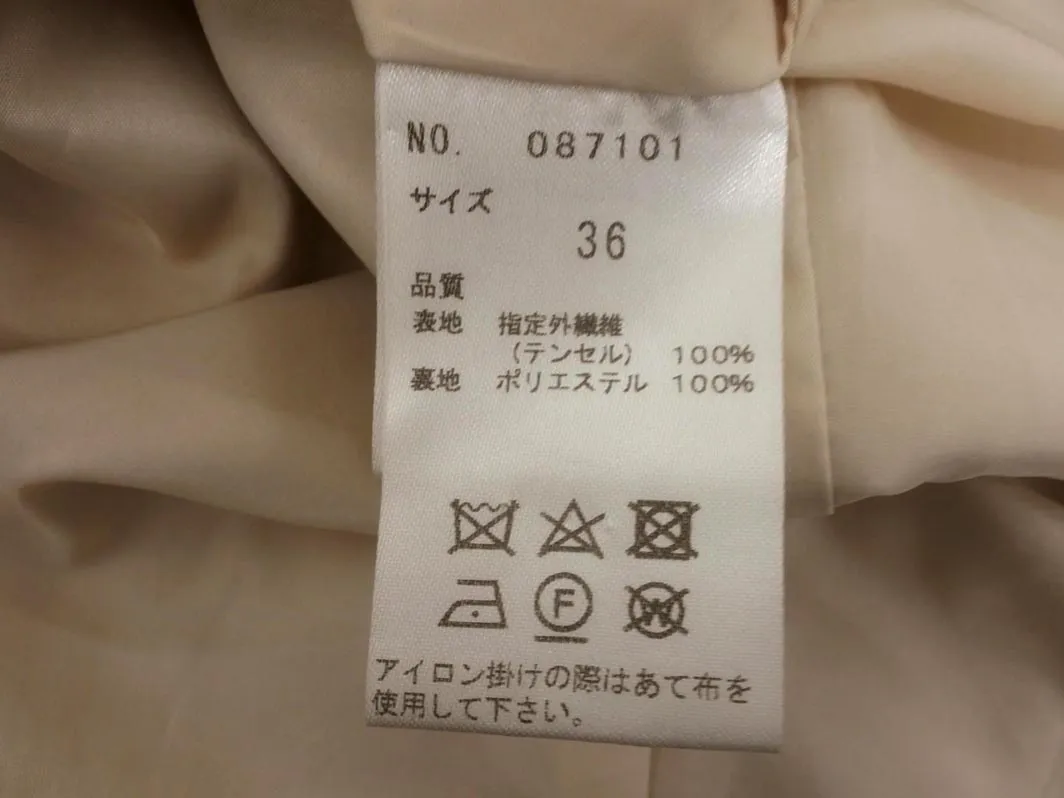 NO. 087101
サイズ
36
品質
表地 指定外繊維
(テンセル) 100%
裏地 ポリエステル 100%
F W
アイロン掛けの際はあて布を
使用して下さい。